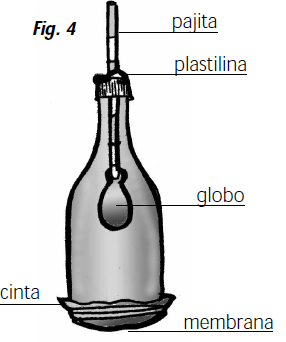 Fig. 4
pajita
plastilina
globo
cinta
membrana